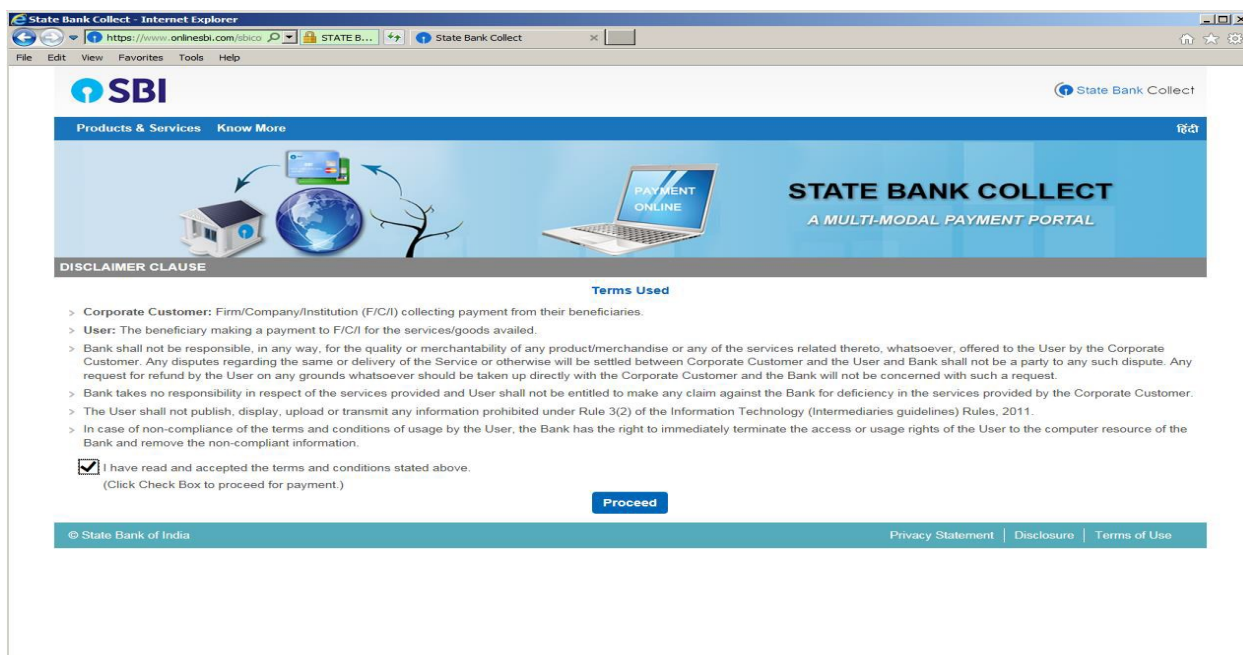 State Bank Collect - Internet Explorer
https://www.onlinesbi.com/sbico
STATE B...
State Bank Collect
File Edit View Favorites Tools Help
SBI
State Bank Collect
Products & Services Know More
हिंदी
PAYMENT
ONLINE
STATE BANK COLLECT
A MULTI-MODAL PAYMENT PORTAL
DISCLAIMER CLAUSE
Terms Used
> Corporate Customer: Firm/Company/Institution (F/C/I) collecting payment from their beneficiaries.
> User: The beneficiary making a payment to F/C/I for the services/goods availed.
> Bank shall not be responsible, in any way, for the quality or merchantability of any product/merchandise or any of the services related thereto, whatsoever, offered to the User by the Corporate
Customer. Any disputes regarding the same or delivery of the Service or otherwise will be settled between Corporate Customer and the User and Bank shall not be a party to any such dispute. Any
request for refund by the User on any grounds whatsoever should be taken up directly with the Corporate Customer and the Bank will not be concerned with such a request.
> Bank takes no responsibility in respect of the services provided and User shall not be entitled to make any claim against the Bank for deficiency in the services provided by the Corporate Customer.
> The User shall not publish, display, upload or transmit any information prohibited under Rule 3(2) of the Information Technology (Intermediaries guidelines) Rules, 2011.
> In case of non-compliance of the terms and conditions of usage by the User, the Bank has the right to immediately terminate the access or usage rights of the User to the computer resource of the
Bank and remove the non-compliant information.
I have read and accepted the terms and conditions stated above.
(Click Check Box to proceed for payment.)
Proceed
© State Bank of India
Privacy Statement | Disclosure | Terms of Use